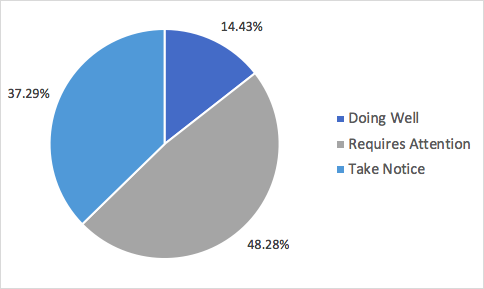 14.43%
37.29%
Doing Well
Requires Attention
Take Notice
48.28%